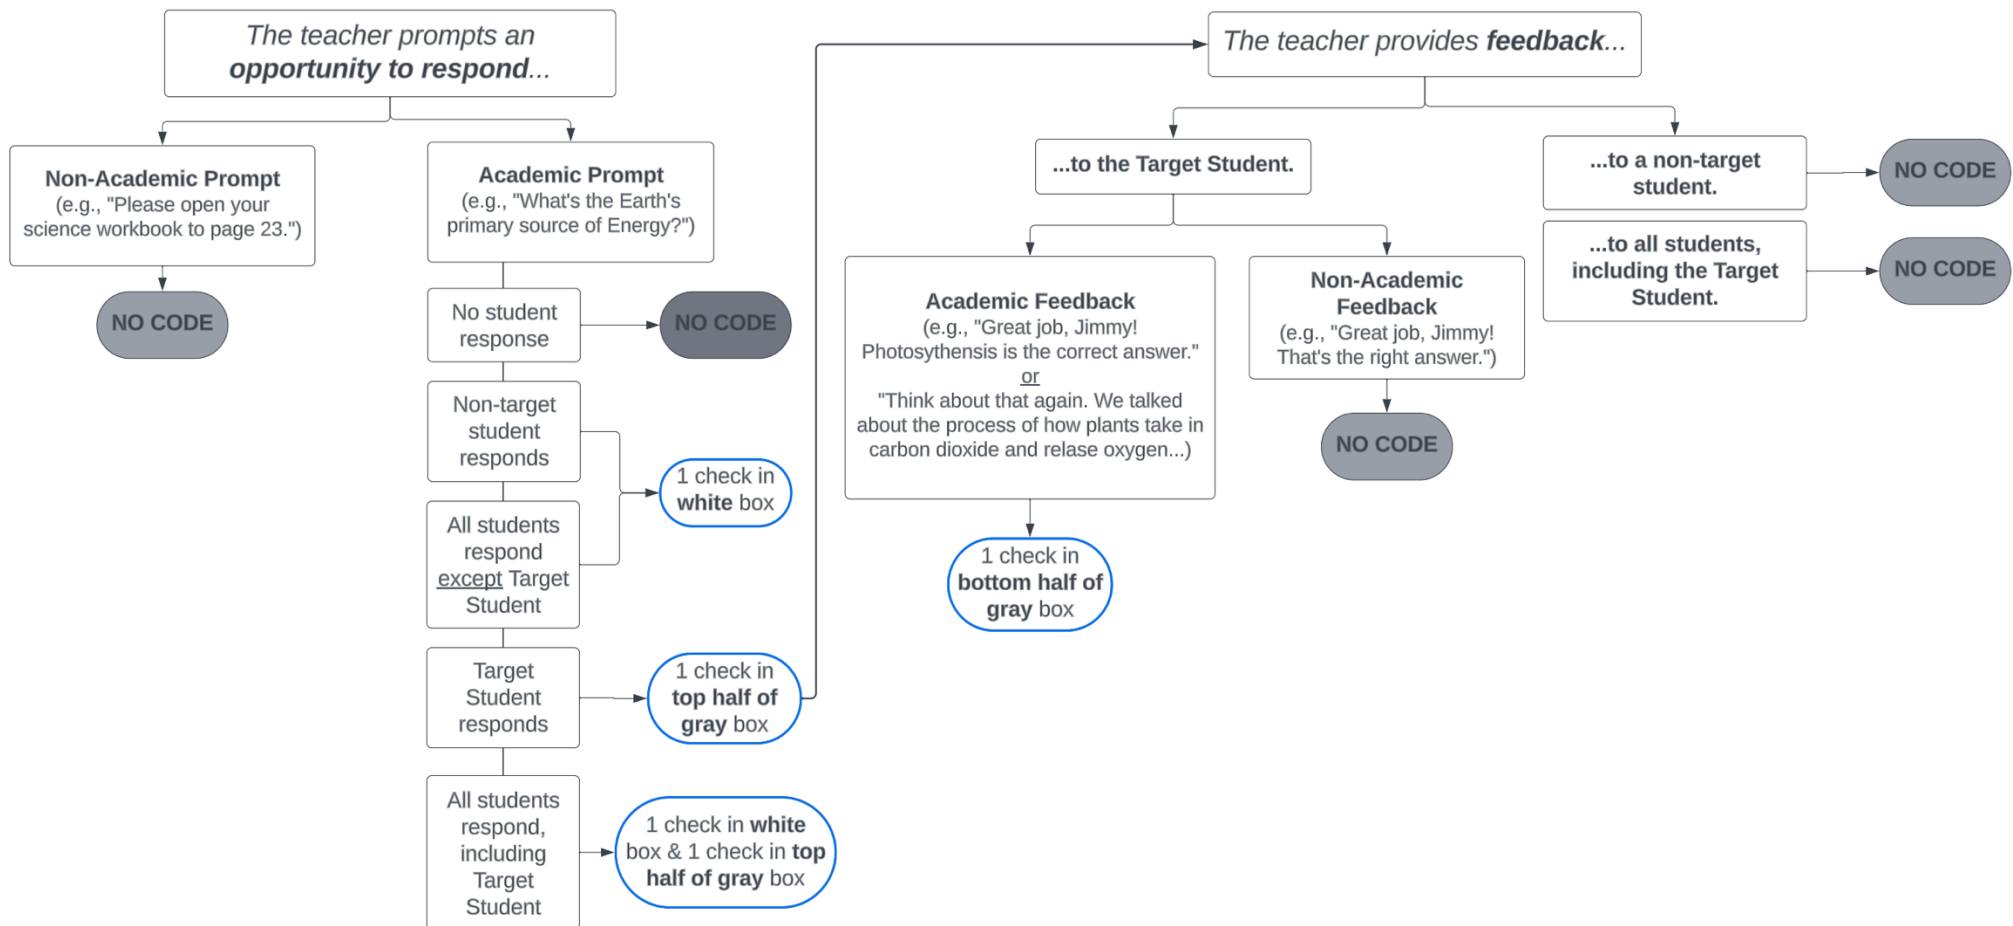 The teacher prompts an
opportunity to respond...
Non-Academic Prompt
(e.g., "Please open your
science workbook to page 23.")
NO CODE
Academic Prompt
(e.g., "What's the Earth's
primary source of Energy?")
No student
response
NO CODE
Non-target
student
responds
All students
respond
except Target
Student
1 check in
white box
Target
Student
responds
1 check in
top half of
gray box
All students
respond,
including
Target
Student
1 check in white
box & 1 check in top
half of gray box
The teacher provides feedback...
...to the Target Student.
Academic Feedback
(e.g., "Great job, Jimmy!
Photosythensis is the correct answer."
or
"Think about that again. We talked
about the process of how plants take in
carbon dioxide and relase oxygen...)
1 check in
bottom half of
gray box
Non-Academic
Feedback
(e.g., "Great job, Jimmy!
That's the right answer.")
NO CODE
...to a non-target
student.
NO CODE
...to all students,
including the Target
Student.
NO CODE